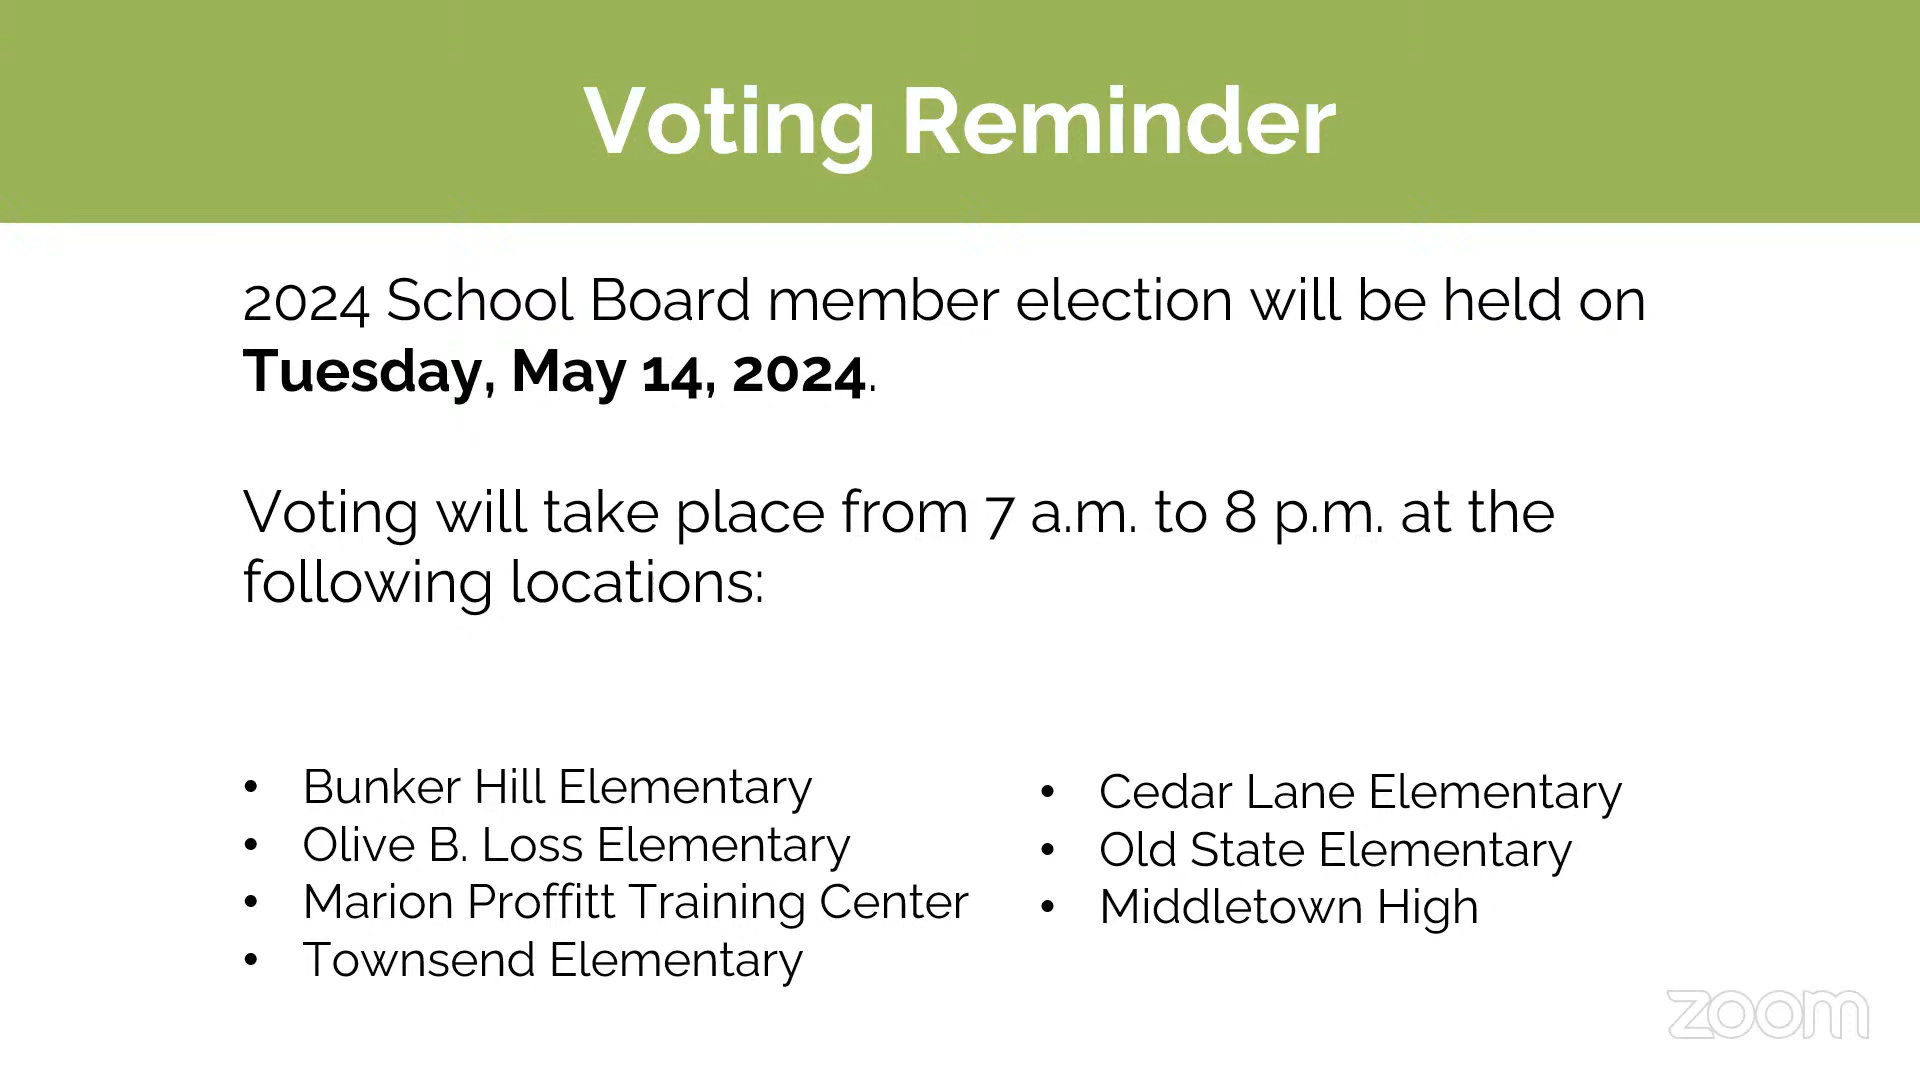 Voting Reminder
2024 School Board member election will be held on
Tuesday, May 14, 2024.
Voting will take place from 7 a.m. to 8 p.m. at the
following locations:
• Bunker Hill Elementary
• Olive B. Loss Elementary
• Marion Proffitt Training Center
• Townsend Elementary
• Cedar Lane Elementary
• Old State Elementary
• Middletown High
zoom